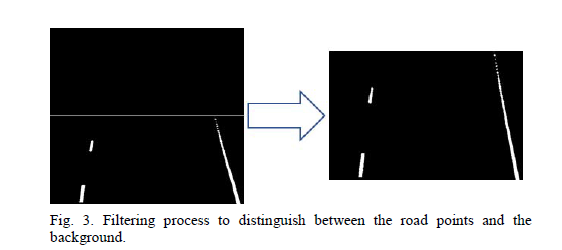 Fig. 3. Filtering process to distinguish between the road points and the
background.